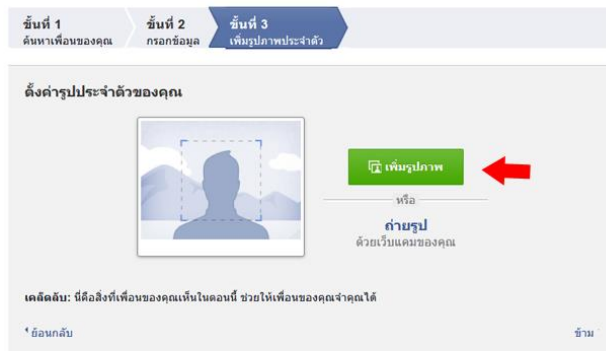 ขั้นที่ 1
ค้นหาเพื่อนของคุณ
ขั้นที่ 2
กรอกข้อมูล
ขั้นที่ 3
เพิ่มรูปภาพประจำตัว
ตั้งค่ารูปประจำตัวของคุณ
เพิ่มรูปภาพ
หรือ
ถ่ายรูป
ด้วยเว็บแคมของคุณ
เคล็ดลับ: นี่คือสิ่งที่เพื่อนของคุณเห็นในตอนนี้ ช่วยให้เพื่อนของคุณจำคุณได้
ย้อนกลับ
ข้าม